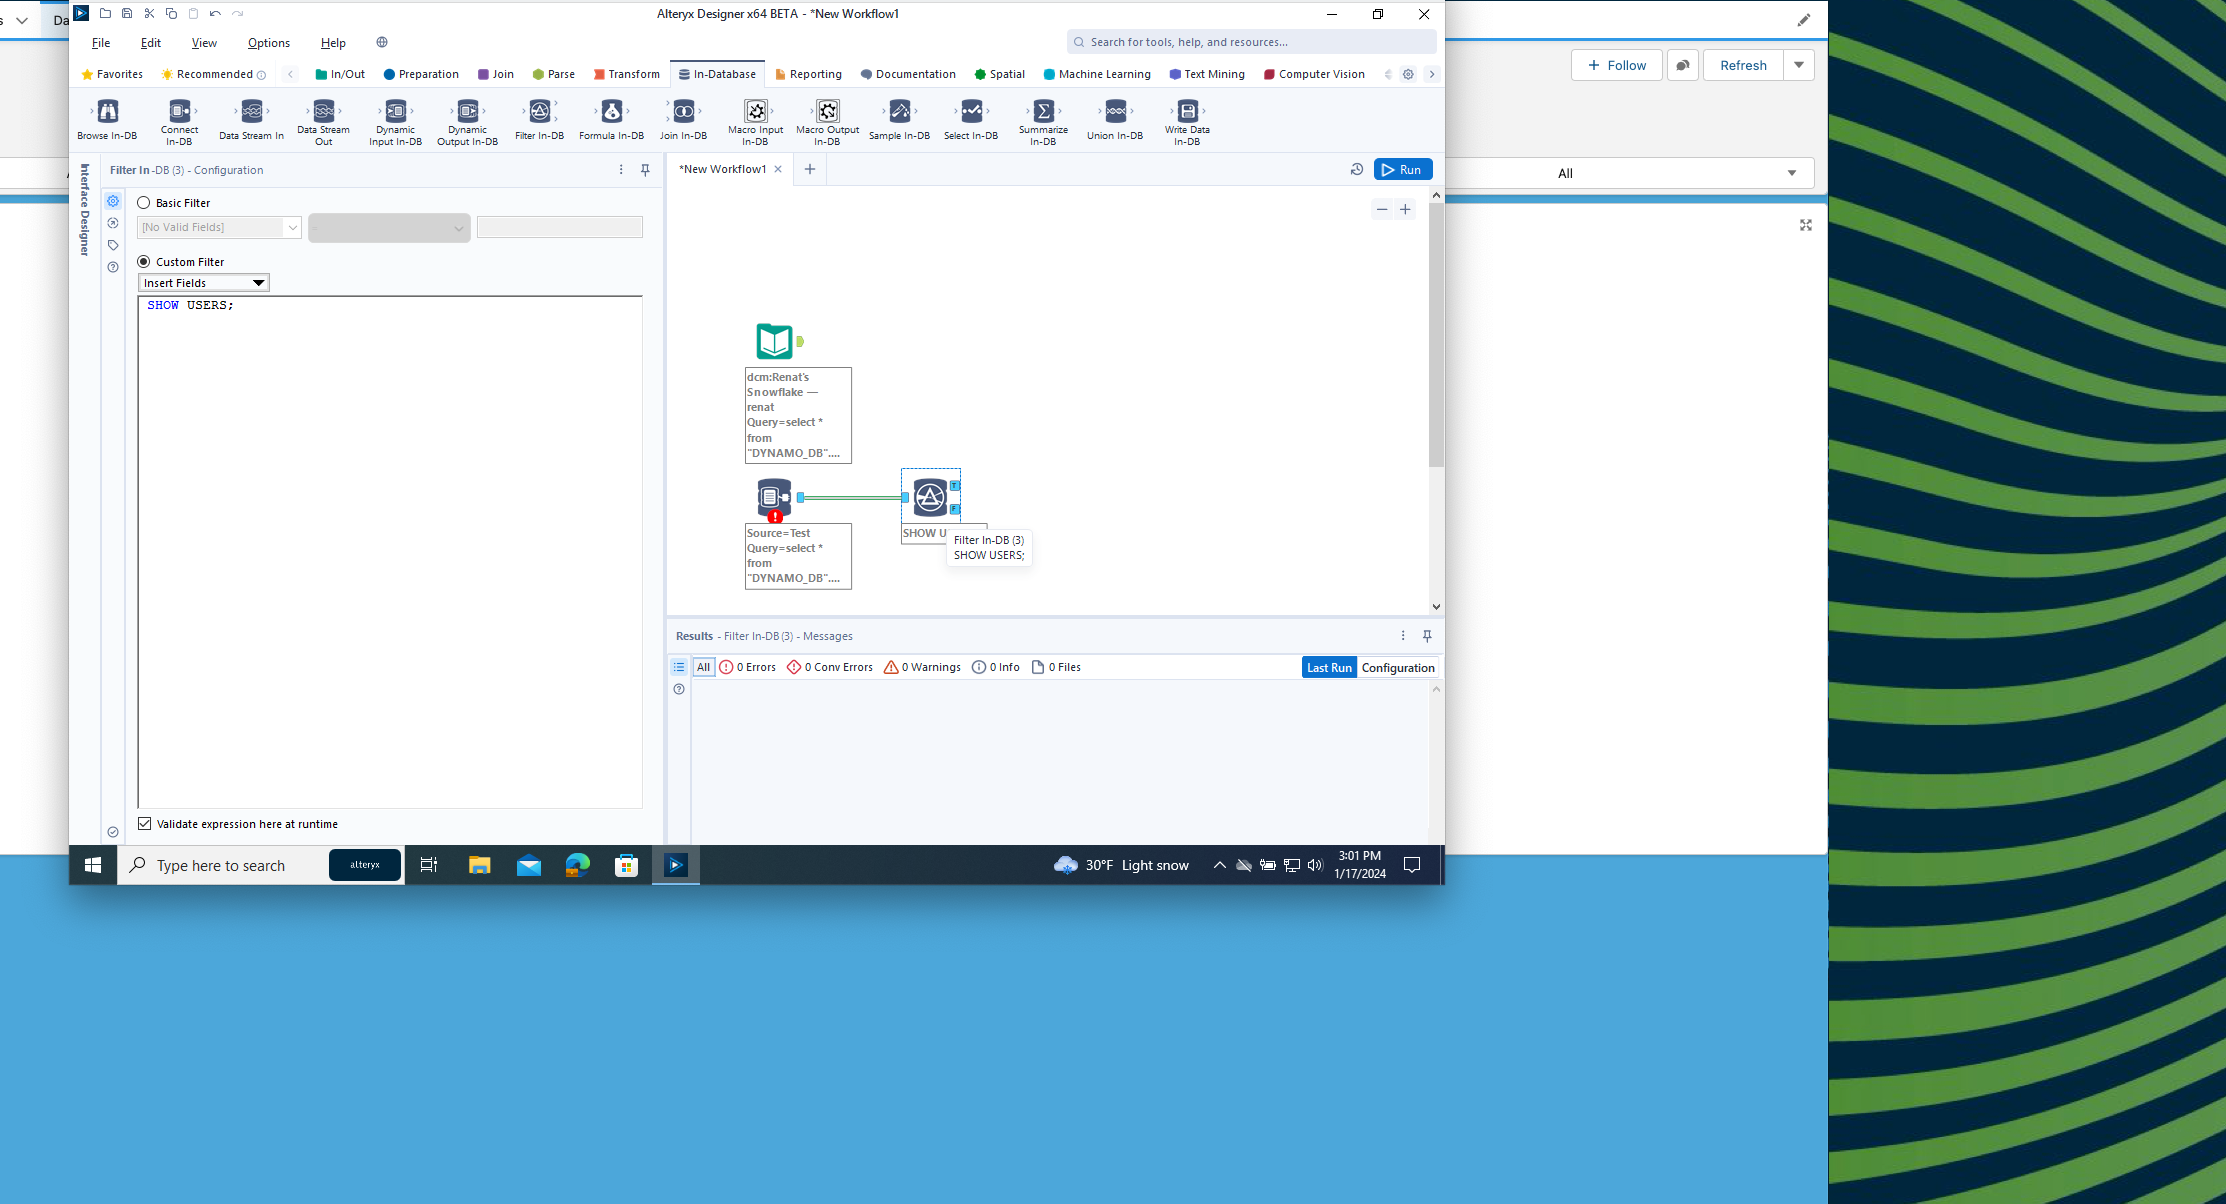 s
Da
Alteryx Designer x64 BETA - *New Workflow1
File Edit View Options Help
Search for tools, help, and resources...
Favorites Recommended In/Out Preparation Join Parse Transform In-Database Reporting Documentation Spatial Machine Learning Text Mining Computer Vision
Browse In-DB
Connect In-DB
Data Stream In
Data Stream Out
Dynamic Input In-DB
Dynamic Output In-DB
Filter In-DB
Formula In-DB
Join In-DB
Macro Input In-DB
Macro Output In-DB
Sample In-DB
Select In-DB
Summarize In-DB
Union In-DB
Write Data In-DB
Follow
Refresh
All
Interface Designer
Filter In-DB (3) - Configuration
Basic Filter
[No Valid Fields]
=
Custom Filter
Insert Fields
SHOW USERS;
Validate expression here at runtime
*New Workflow1
Run
dcm:Renat's
Snowflake —
renat
Query=select *
from
"DYNAMO_DB"....
T
F
Source=Test
Query=select *
from
"DYNAMO_DB"....
SHOW U
Filter In-DB (3)
SHOW USERS;
Results - Filter In-DB (3) - Messages
All 0 Errors 0 Conv Errors 0 Warnings 0 Info 0 Files
Last Run Configuration
Type here to search
alteryx
30°F Light snow
3:01 PM
1/17/2024